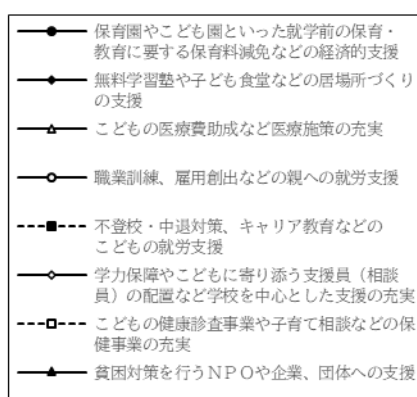 保育園やこども園といった就学前の保育・
教育に要する保育料減免などの経済的支援
無料学習塾や子ども食堂などの居場所づくり
の支援
こどもの医療費助成など医療施策の充実
職業訓練、雇用創出などの親への就労支援
不登校・中退対策、キャリア教育などの
こどもの就労支援
学力保障やこどもに寄り添う支援員（相談
員）の配置など学校を中心とした支援の充実
こどもの健康診査事業や子育て相談などの保
健事業の充実
貧困対策を行うＮＰＯや企業、団体への支援